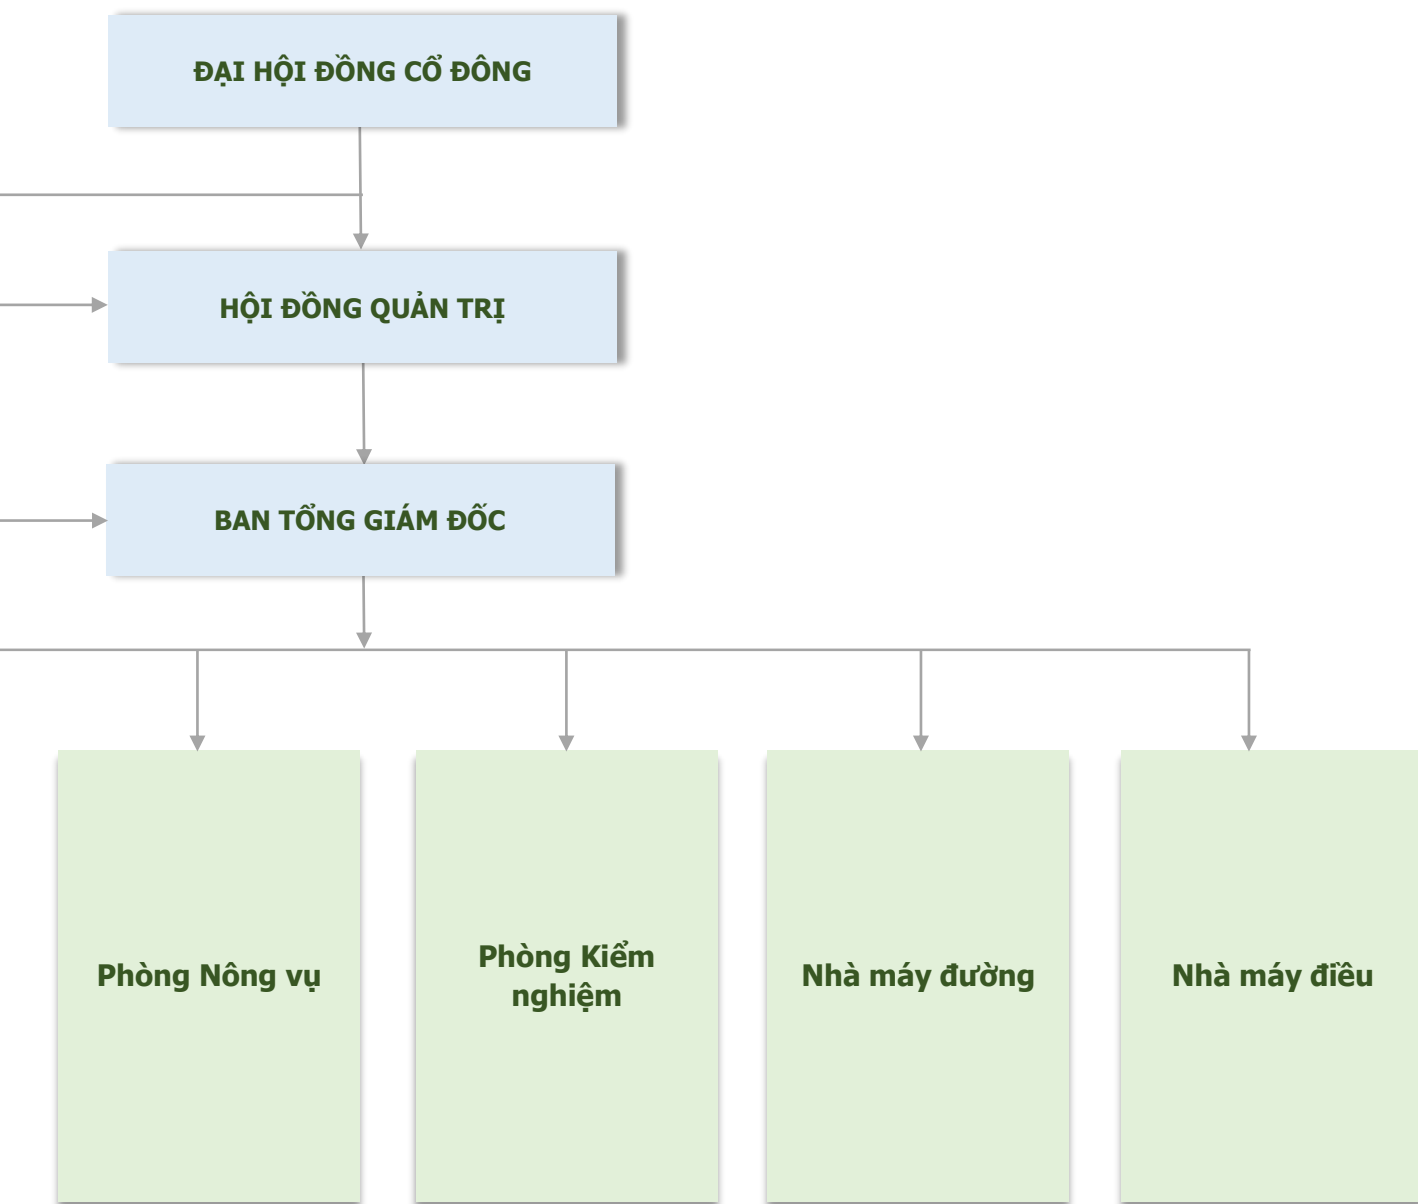 ĐẠI HỘI ĐỒNG CỔ ĐÔNG
HỘI ĐỒNG QUẢN TRỊ
BAN TỔNG GIÁM ĐỐC
Phòng Nông vụ
Phòng Kiểm
nghiệm
Nhà máy đường
Nhà máy điều